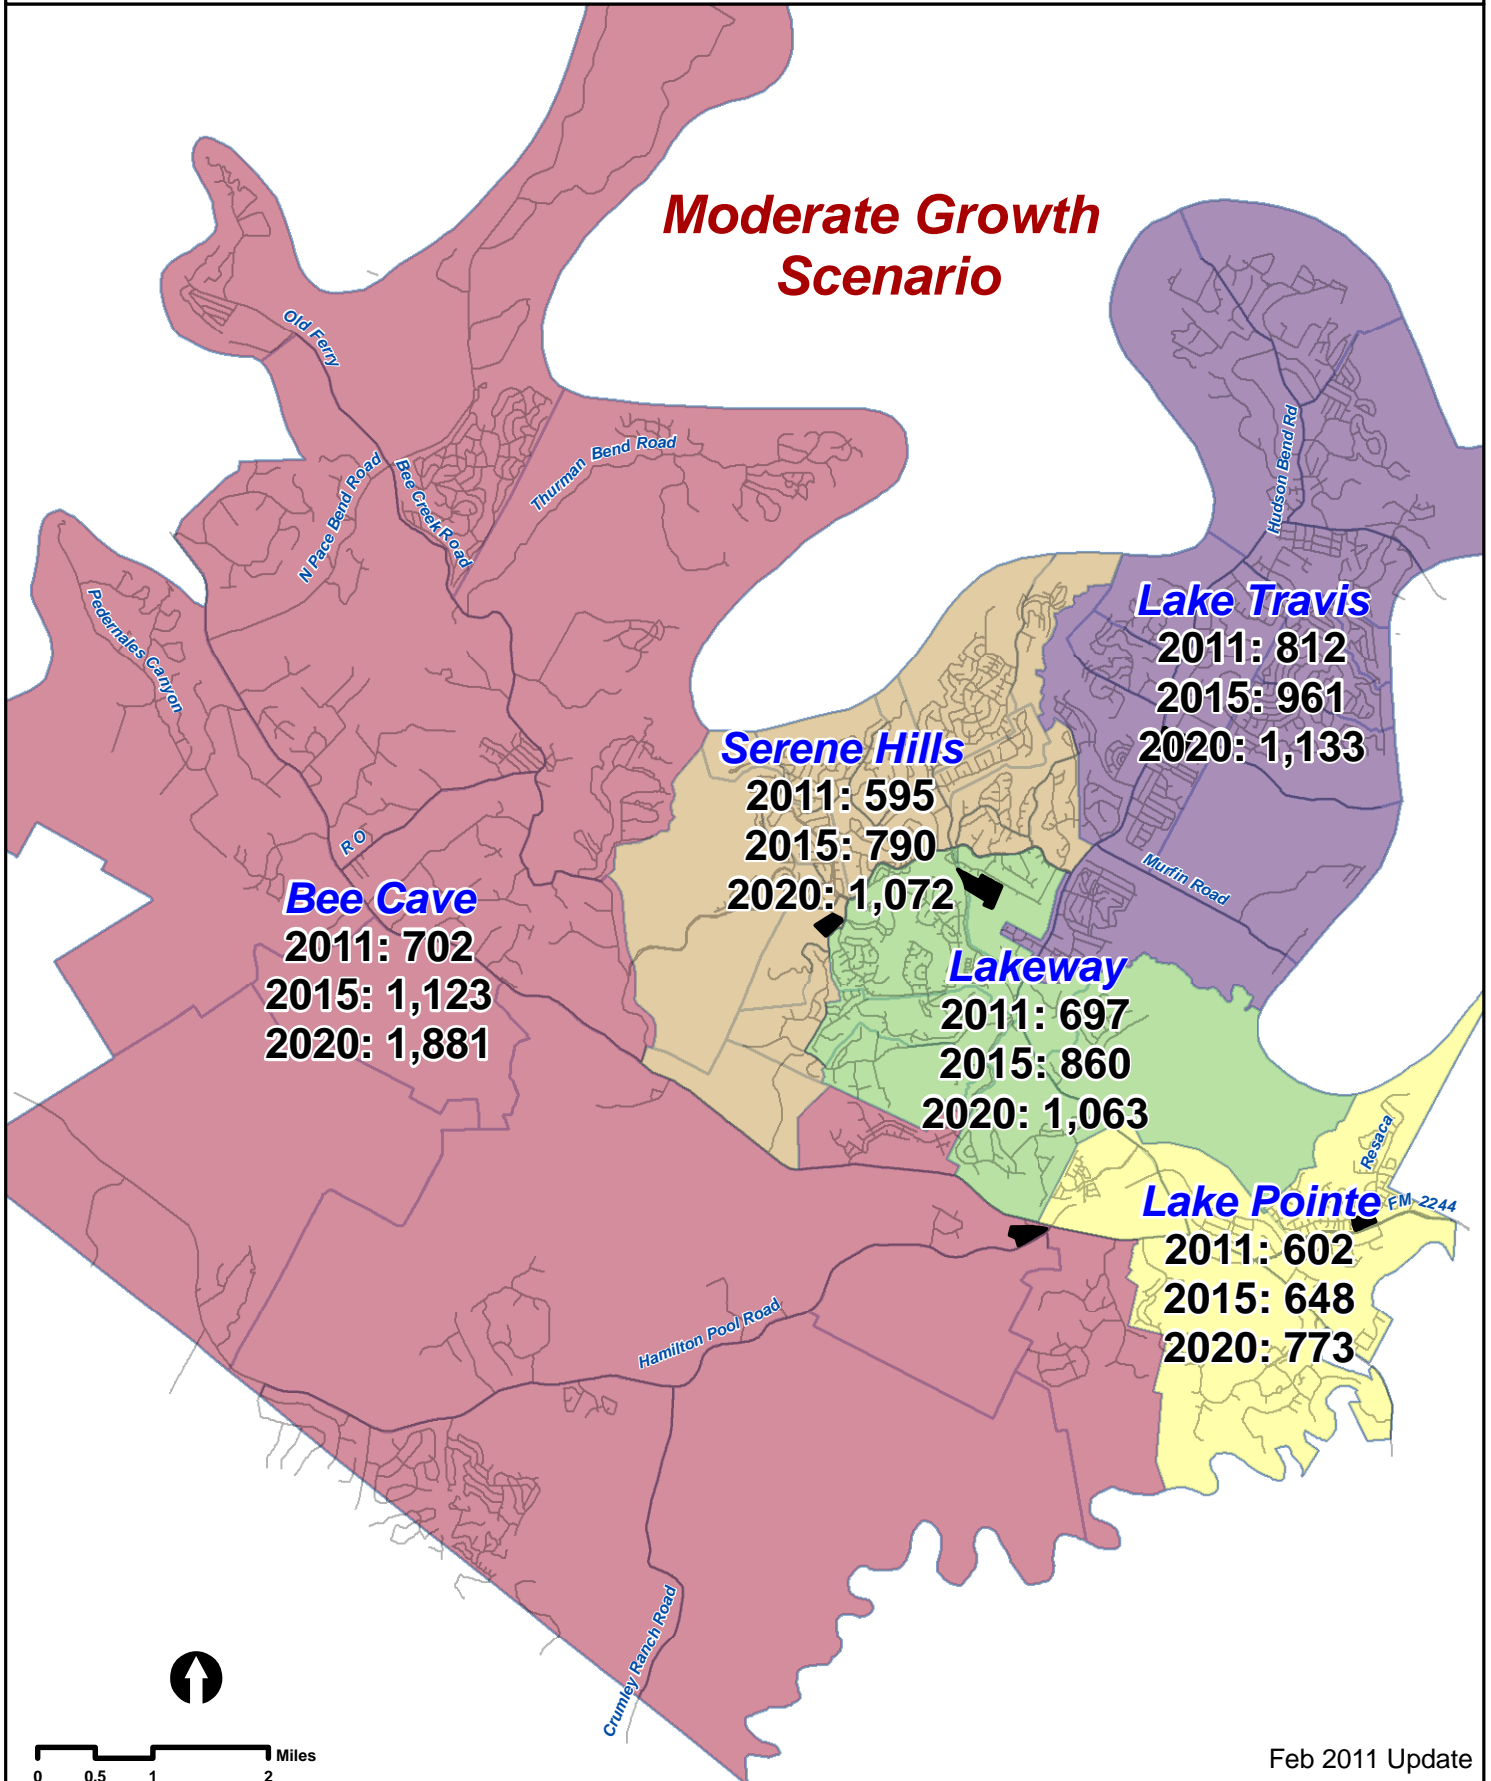 Moderate Growth
Scenario
Old Ferry
N Pace Bend Road
Bee Creek Road
Thurman Bend Road
Hudson Bend Rd
Pedernales Canyon
Lake Travis
2011: 812
2015: 961
2020: 1,133
Serene Hills
2011: 595
2015: 790
2020: 1,072
R O
Murfin Road
Bee Cave
2011: 702
2015: 1,123
2020: 1,881
Lakeway
2011: 697
2015: 860
2020: 1,063
Resaca
Lake Pointe
FM 2244
2011: 602
2015: 648
2020: 773
Hamilton Pool Road
Crumley Ranch Road
Miles
0 0.5 1 2
Feb 2011 Update